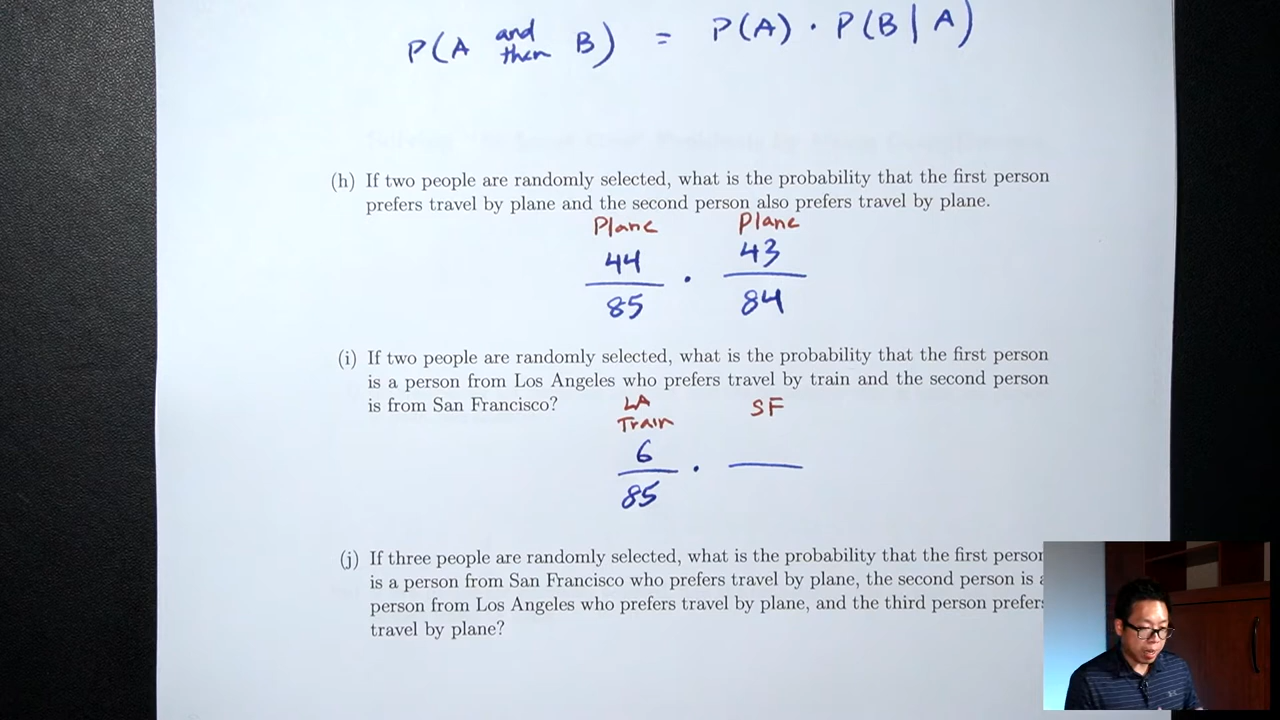 P(A and then B) = P(A) · P(B | A)
(h) If two people are randomly selected, what is the probability that the first person
prefers travel by plane and the second person also prefers travel by plane.
Plane Plane
44/85 · 43/84
(i) If two people are randomly selected, what is the probability that the first person
is a person from Los Angeles who prefers travel by train and the second person
is from San Francisco?
LA Train SF
6/85 ·
(j) If three people are randomly selected, what is the probability that the first person
is a person from San Francisco who prefers travel by plane, the second person is a
person from Los Angeles who prefers travel by plane, and the third person prefers
travel by plane?